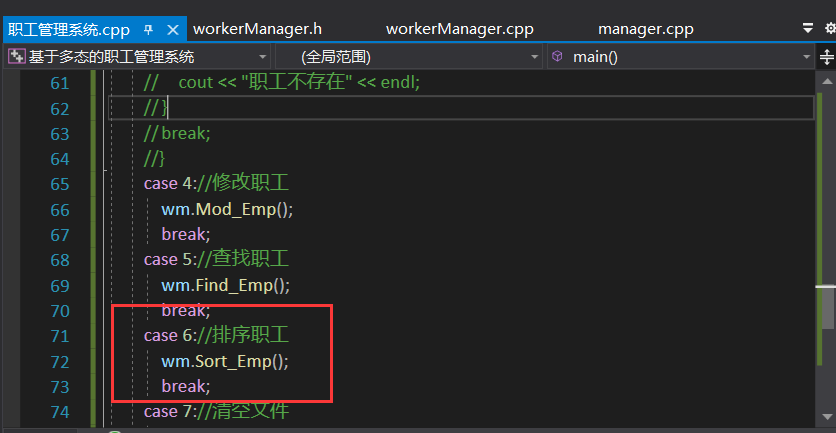 职工管理系统.cpp workerManager.h workerManager.cpp manager.cpp
基于多态的职工管理系统 (全局范围) main()
61 // cout << "职工不存在" << endl;
62 // }
63 // break;
64 //}
65 case 4://修改职工
66 wm.Mod_Emp();
67 break;
68 case 5://查找职工
69 wm.Find_Emp();
70 break;
71 case 6://排序职工
72 wm.Sort_Emp();
73 break;
74 case 7://清空文件